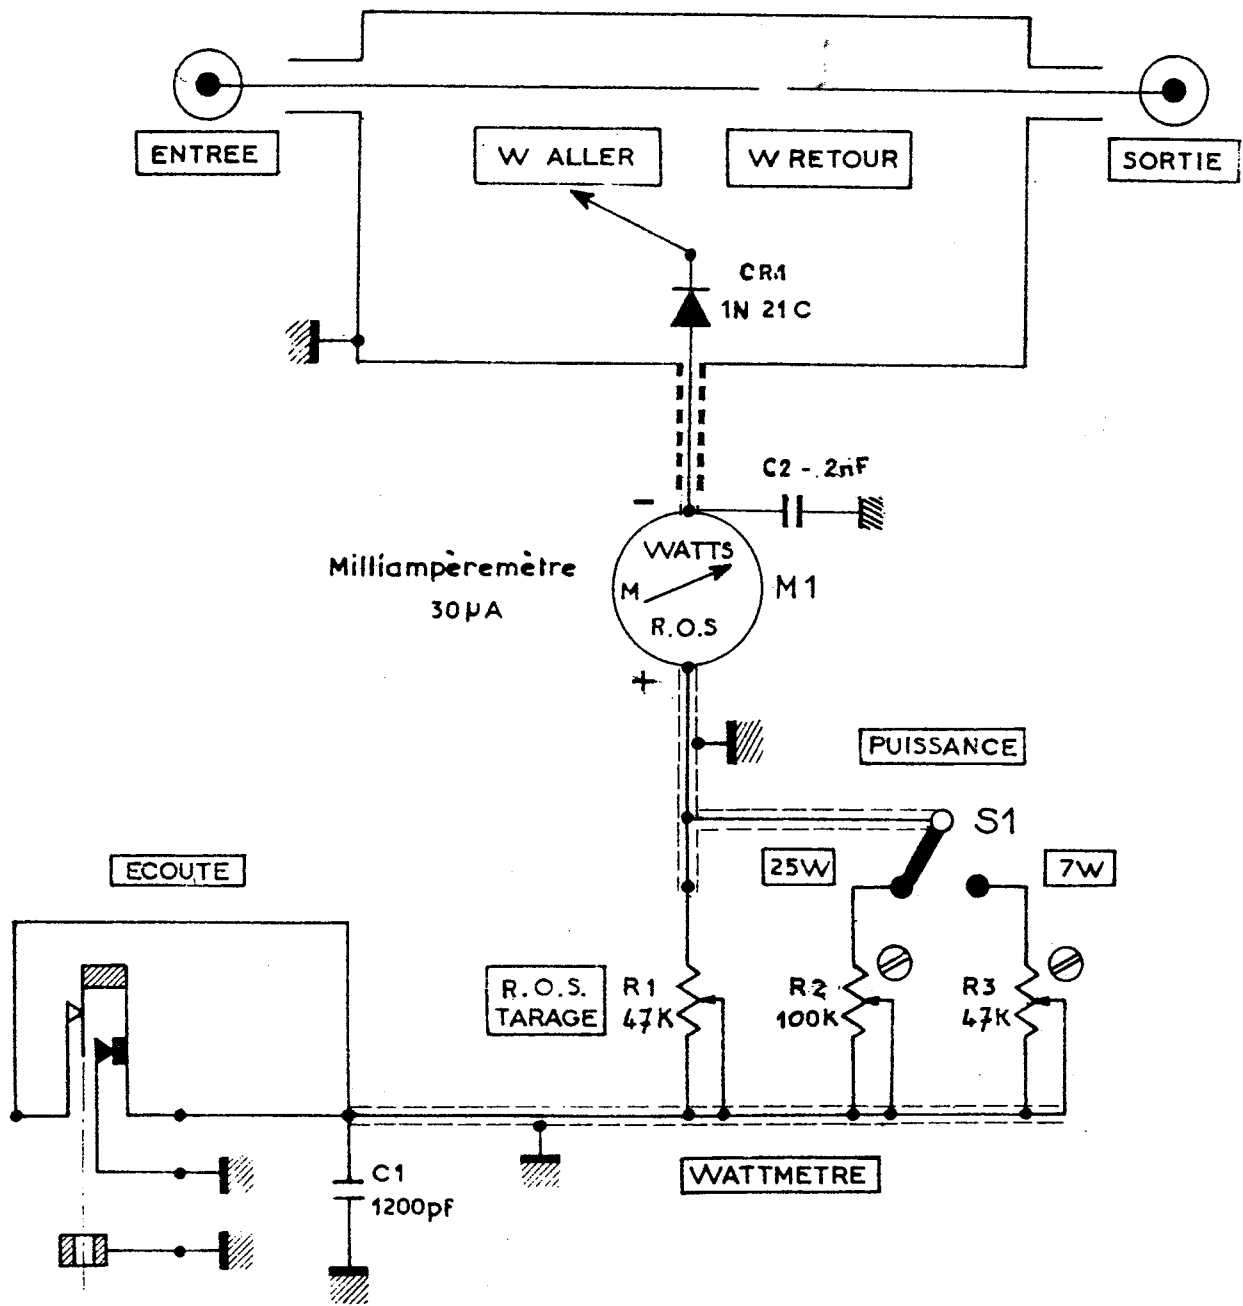 ENTREE
W ALLER
W RETOUR
SORTIE
CR1
1N 21C
C2 - .2nF
-
WATTS
M
R.O.S
M1
Milliampèremètre
30µA
+
PUISSANCE
S1
25W
7W
ECOUTE
R.O.S.
TARAGE
R1
47K
R2
100K
R3
47K
C1
1200pf
WATTMETRE